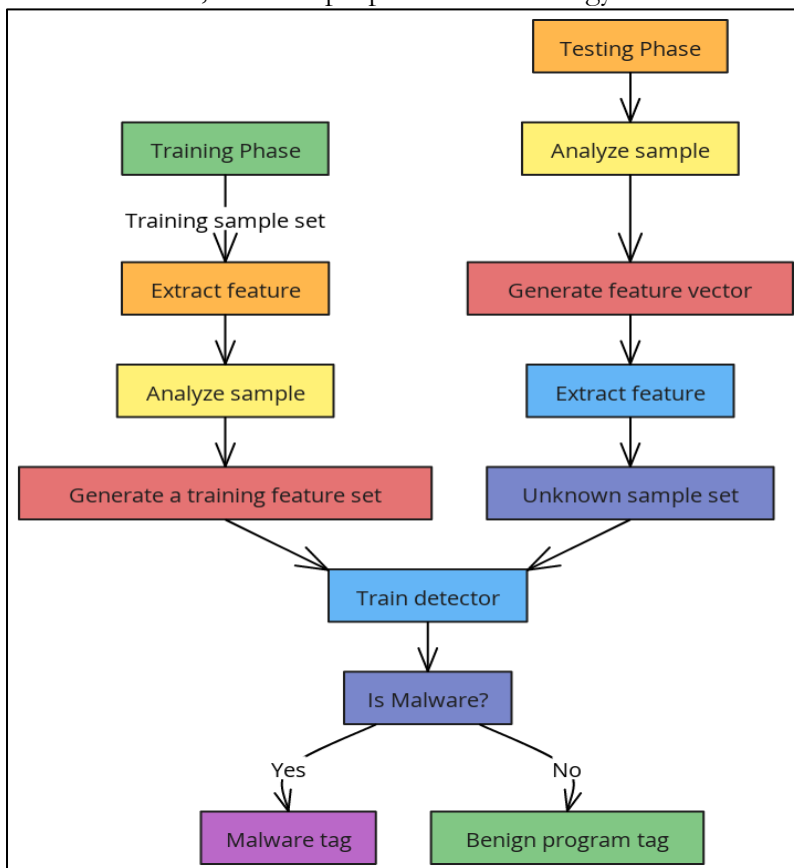 Testing Phase
Training Phase
Analyze sample
Training sample set
Extract feature
Generate feature vector
Analyze sample
Extract feature
Generate a training feature set
Unknown sample set
Train detector
Is Malware?
Yes
No
Malware tag
Benign program tag